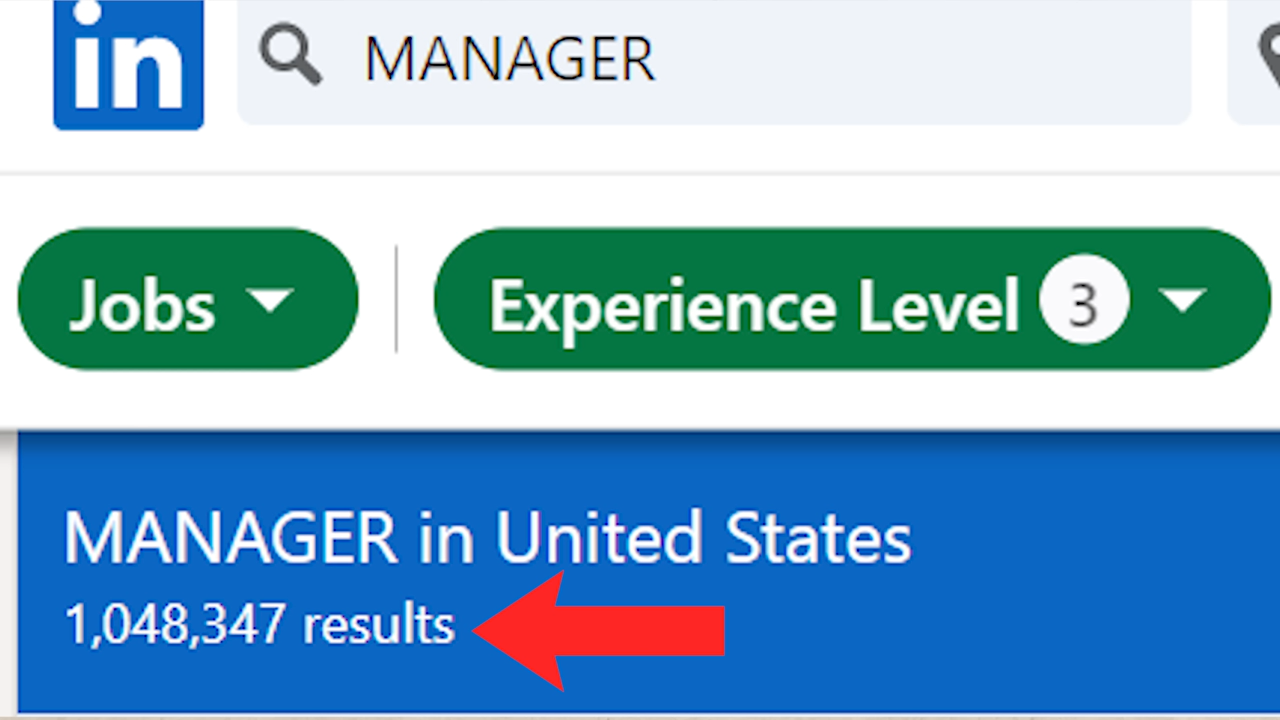 in
MANAGER
Jobs
Experience Level 3
MANAGER in United States
1,048,347 results